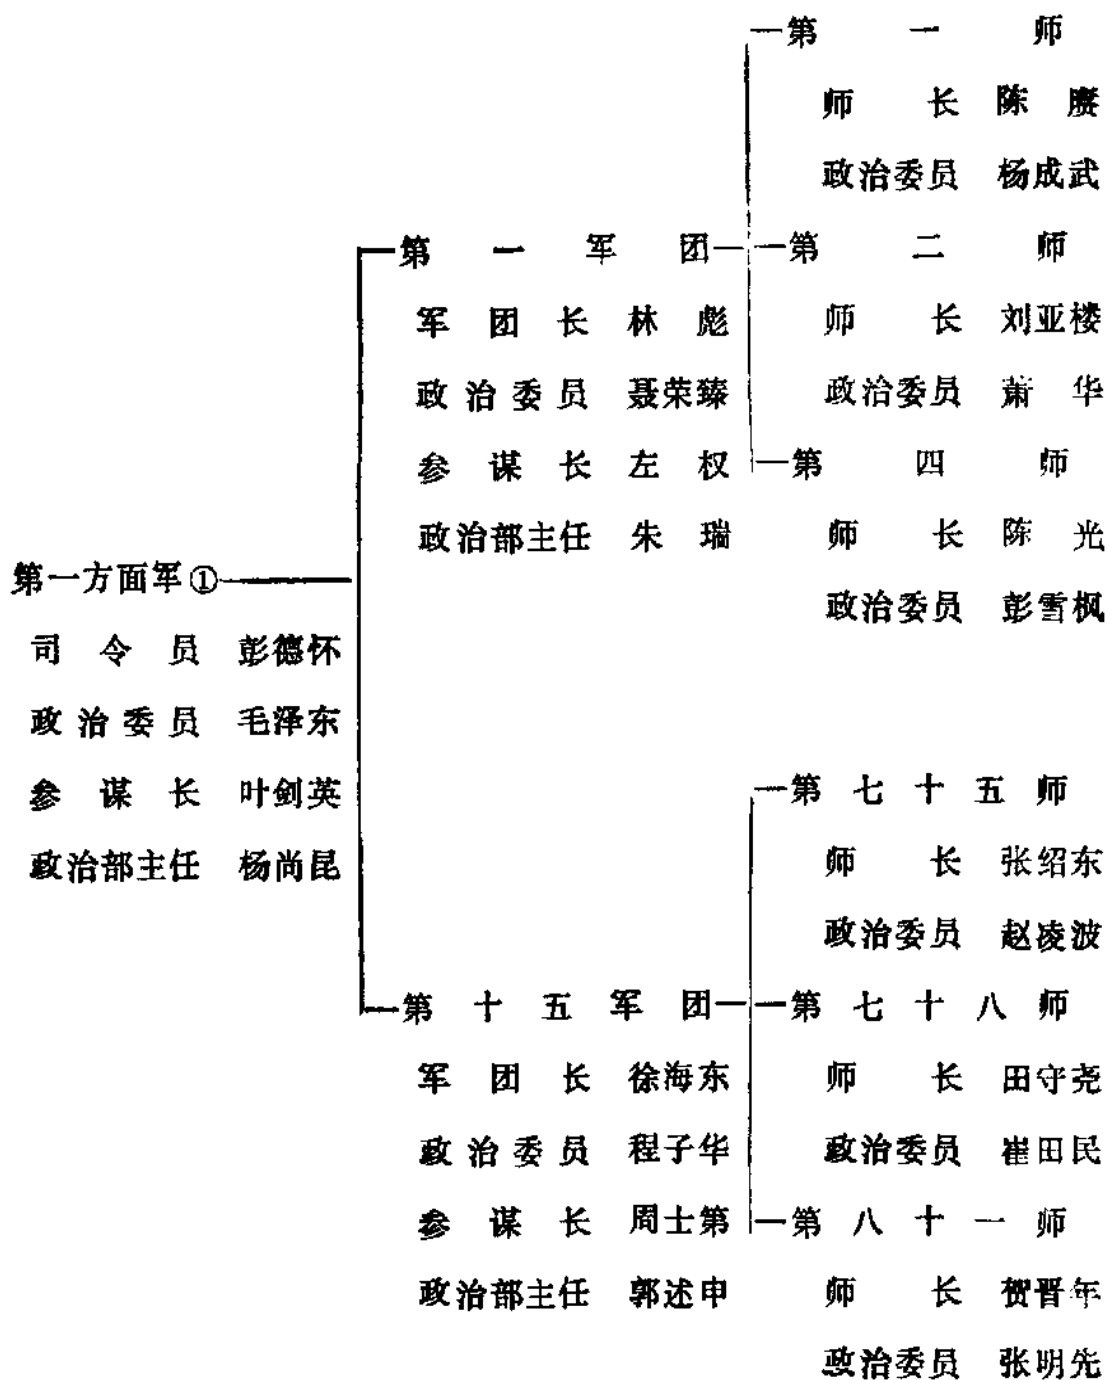 第一方面军①
司令员 彭德怀
政治委员 毛泽东
参谋长 叶剑英
政治部主任 杨尚昆
第一军团
军团长 林彪
政治委员 聂荣臻
参谋长 左权
政治部主任 朱瑞
第一师
师长 陈赓
政治委员 杨成武
第二师
师长 刘亚楼
政治委员 萧华
第四师
师长 陈光
政治委员 彭雪枫
第十五军团
军团长 徐海东
政治委员 程子华
参谋长 周士第
政治部主任 郭述申
第七十五师
师长 张绍东
政治委员 赵凌波
第七十八师
师长 田守尧
政治委员 崔田民
第八十一师
师长 贺晋年
政治委员 张明先